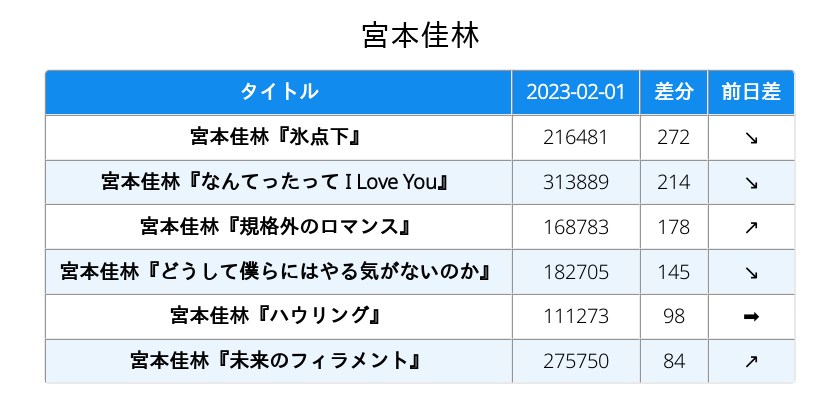 宮本佳林
タイトル 2023-02-01 差分 前日差
宮本佳林『氷点下』 216481 272 ↘
宮本佳林『なんてったって I Love You』 313889 214 ↘
宮本佳林『規格外のロマンス』 168783 178 ↗
宮本佳林『どうして僕らにはやる気がないのか』 182705 145 ↘
宮本佳林『ハウリング』 111273 98 ➡
宮本佳林『未来のフィラメント』 275750 84 ↗